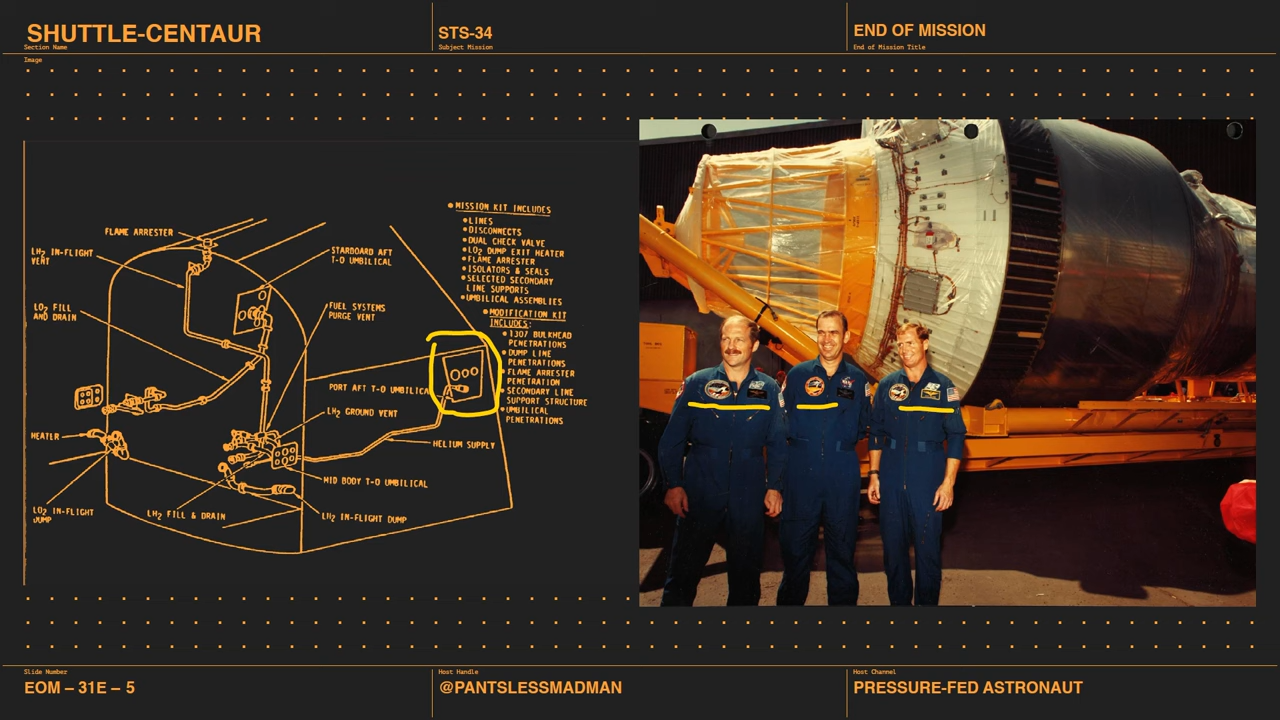 SHUTTLE-CENTAUR
Section Name
STS-34
Subject Mission
END OF MISSION
End of Mission Title
Image
FLAME ARRESTER
LH2 IN-FLIGHT
VENT
STARBOARD AFT
T-O UMBILICAL
LO2 FILL
AND DRAIN
FUEL SYSTEMS
PURGE VENT
PORT AFT T-O UMBILICA
LH2 GROUND VENT
HEATER
HELIUM SUPPLY
MID BODY T-O UMBILICAL
LO2 IN-FLIGHT
DUMP
LH2 FILL & DRAIN
LH2 IN-FLIGHT DUMP
MISSION KIT INCLUDES
LINES
DISCONNECTS
DUAL CHECK VALVE
LO2 DUMP EXIT HEATER
FLAME ARRESTER
ISOLATORS & SEALS
SELECTED SECONDARY
LINE SUPPORTS
UMBILICAL ASSEMBLIES
MODIFICATION KIT
INCLUDES:
1307 BULKHEAD
PENETRATIONS
DUMP LINE
PENETRATIONS
FLAME ARRESTER
PENETRATION
SECONDARY LINE
SUPPORT STRUCTURE
UMBILICAL
PENETRATIONS
Slide Number
EOM – 31E – 5
Host Handle
@PANTSLESSMADMAN
Host Channel
PRESSURE-FED ASTRONAUT